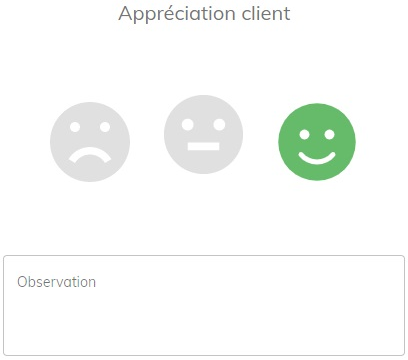 Appréciation client
Observation